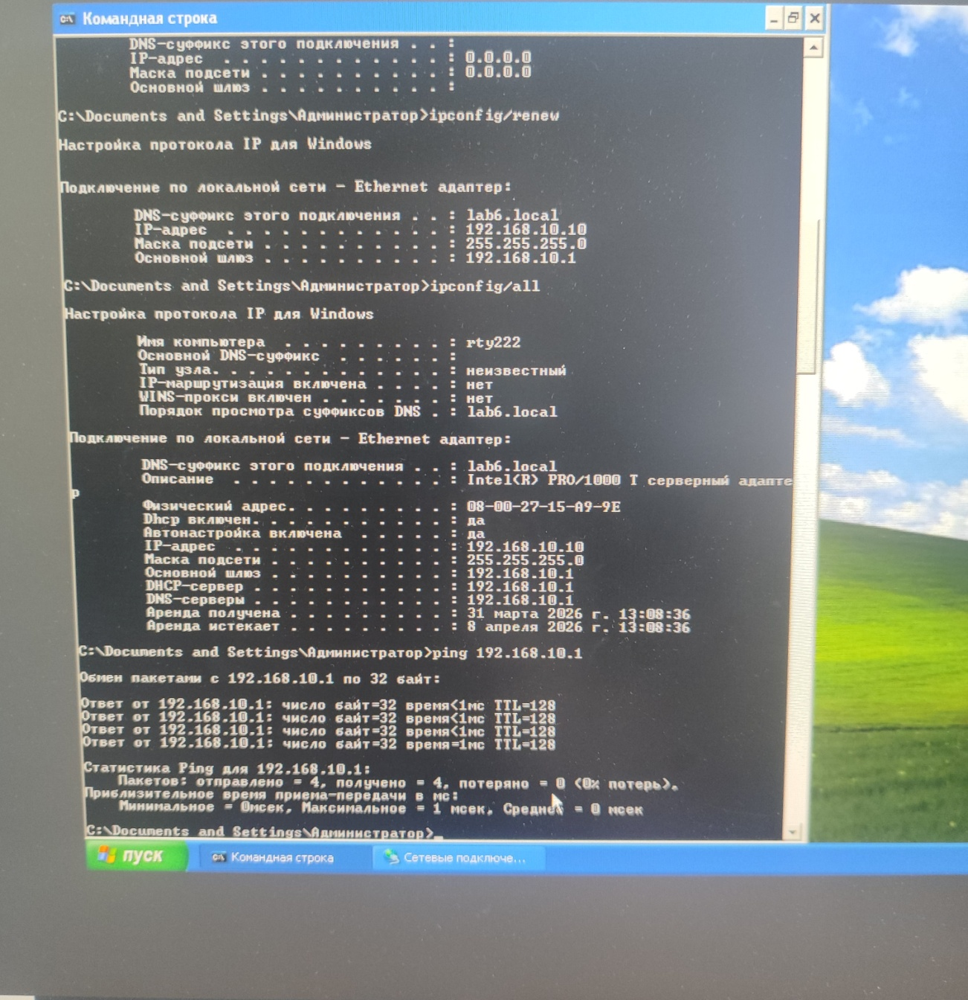 Командная строка
DNS-суффикс этого подключения . . :
IP-адрес . . . . . . . . . . . . : 0.0.0.0
Маска подсети . . . . . . . . . . : 0.0.0.0
Основной шлюз . . . . . . . . . . :
C:\Documents and Settings\Администратор>ipconfig/renew
Настройка протокола IP для Windows
Подключение по локальной сети - Ethernet адаптер:
DNS-суффикс этого подключения . . : lab6.local
IP-адрес . . . . . . . . . . . . : 192.168.10.10
Маска подсети . . . . . . . . . . : 255.255.255.0
Основной шлюз . . . . . . . . . . : 192.168.10.1
C:\Documents and Settings\Администратор>ipconfig/all
Настройка протокола IP для Windows
Имя компьютера . . . . . . . . . : rty222
Основной DNS-суффикс . . . . . . :
Тип узла. . . . . . . . . . . . . : неизвестный
IP-маршрутизация включена . . . . : нет
WINS-прокси включен . . . . . . . : нет
Порядок просмотра суффиксов DNS . : lab6.local
Подключение по локальной сети - Ethernet адаптер:
DNS-суффикс этого подключения . . : lab6.local
Описание . . . . . . . . . . . . : Intel(R) PRO/1000 T серверный адапте
р
Физический адрес. . . . . . . . . : 08-00-27-15-A9-9E
Dhcp включен. . . . . . . . . . . : да
Автонастройка включена . . . . . : да
IP-адрес . . . . . . . . . . . . : 192.168.10.10
Маска подсети . . . . . . . . . . : 255.255.255.0
Основной шлюз . . . . . . . . . . : 192.168.10.1
DHCP-сервер . . . . . . . . . . . : 192.168.10.1
DNS-серверы . . . . . . . . . . . : 192.168.10.1
Аренда получена . . . . . . . . . : 31 марта 2026 г. 13:08:36
Аренда истекает . . . . . . . . . : 8 апреля 2026 г. 13:08:36
C:\Documents and Settings\Администратор>ping 192.168.10.1
Обмен пакетами с 192.168.10.1 по 32 байт:
Ответ от 192.168.10.1: число байт=32 время<1мс TTL=128
Ответ от 192.168.10.1: число байт=32 время<1мс TTL=128
Ответ от 192.168.10.1: число байт=32 время<1мс TTL=128
Ответ от 192.168.10.1: число байт=32 время=1мс TTL=128
Статистика Ping для 192.168.10.1:
Пакетов: отправлено = 4, получено = 4, потеряно = 0 (0% потерь),
Приблизительное время приема-передачи в мс:
Минимальное = 0мсек, Максимальное = 1 мсек, Среднее = 0 мсек
C:\Documents and Settings\Администратор>_
пуск
Командная строка
Сетевые подключе...